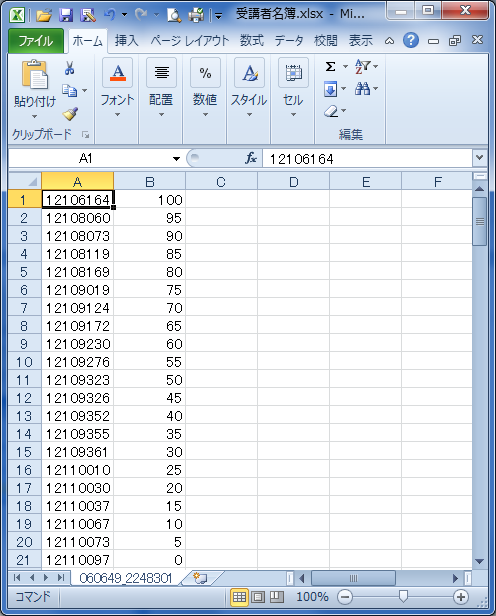 受講者名簿.xlsx - Mi...
ファイル ホーム 挿入 ページ レイアウト 数式 データ 校閲 表示
貼り付け フォント 配置 数値 スタイル セル
クリップボード 編集
A1 fx 12106164
A B C D E F
1 12106164 100
2 12108060 95
3 12108073 90
4 12108119 85
5 12108169 80
6 12109019 75
7 12109124 70
8 12109172 65
9 12109230 60
10 12109276 55
11 12109323 50
12 12109326 45
13 12109352 40
14 12109355 35
15 12109361 30
16 12110010 25
17 12110030 20
18 12110037 15
19 12110067 10
20 12110073 5
21 12110097 0
060649_2248301
コマンド 100%